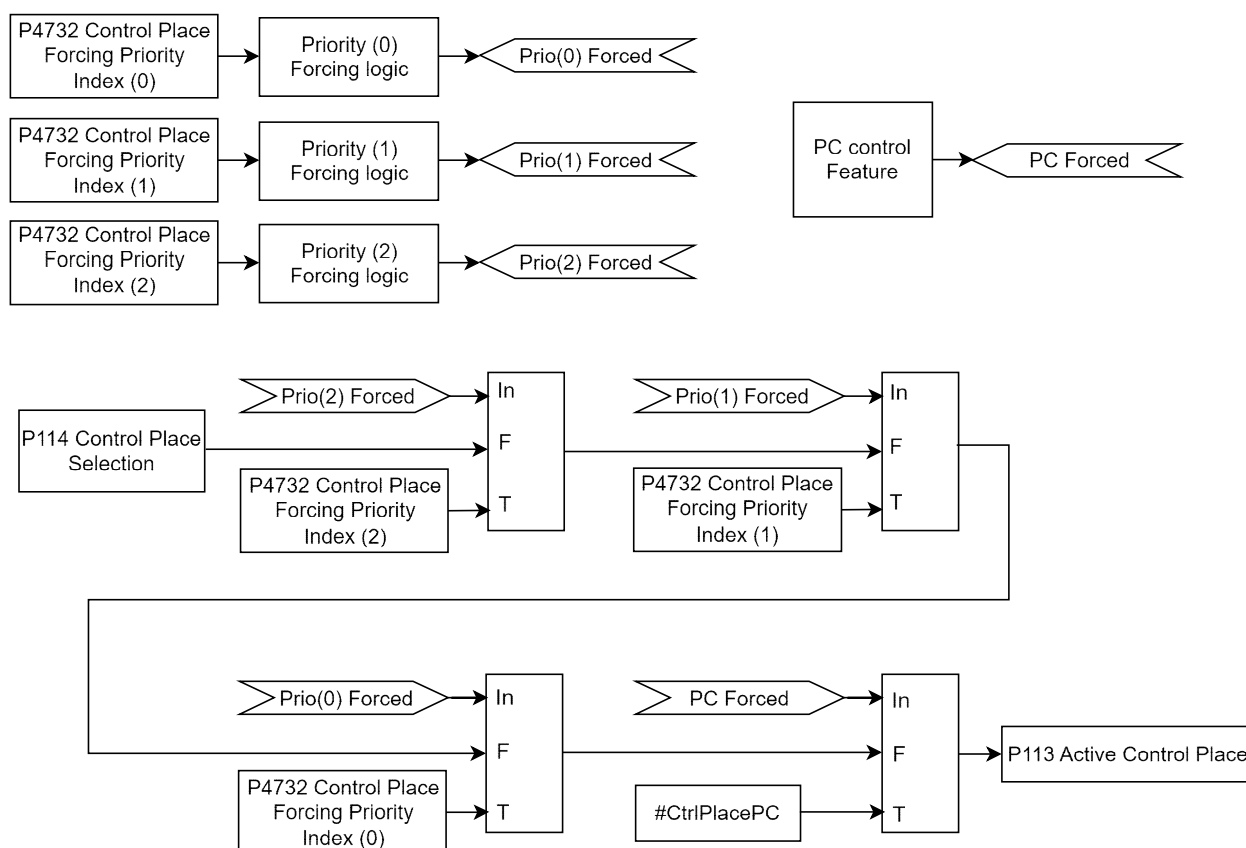 P4732 Control Place
Forcing Priority
Index (0)
Priority (0)
Forcing logic
Prio(0) Forced
P4732 Control Place
Forcing Priority
Index (1)
Priority (1)
Forcing logic
Prio(1) Forced
PC control
Feature
PC Forced
P4732 Control Place
Forcing Priority
Index (2)
Priority (2)
Forcing logic
Prio(2) Forced
Prio(2) Forced
In
F
T
P114 Control Place
Selection
P4732 Control Place
Forcing Priority
Index (2)
Prio(1) Forced
In
F
T
P4732 Control Place
Forcing Priority
Index (1)
Prio(0) Forced
In
F
T
P4732 Control Place
Forcing Priority
Index (0)
PC Forced
In
F
T
#CtrlPlacePC
P113 Active Control Place